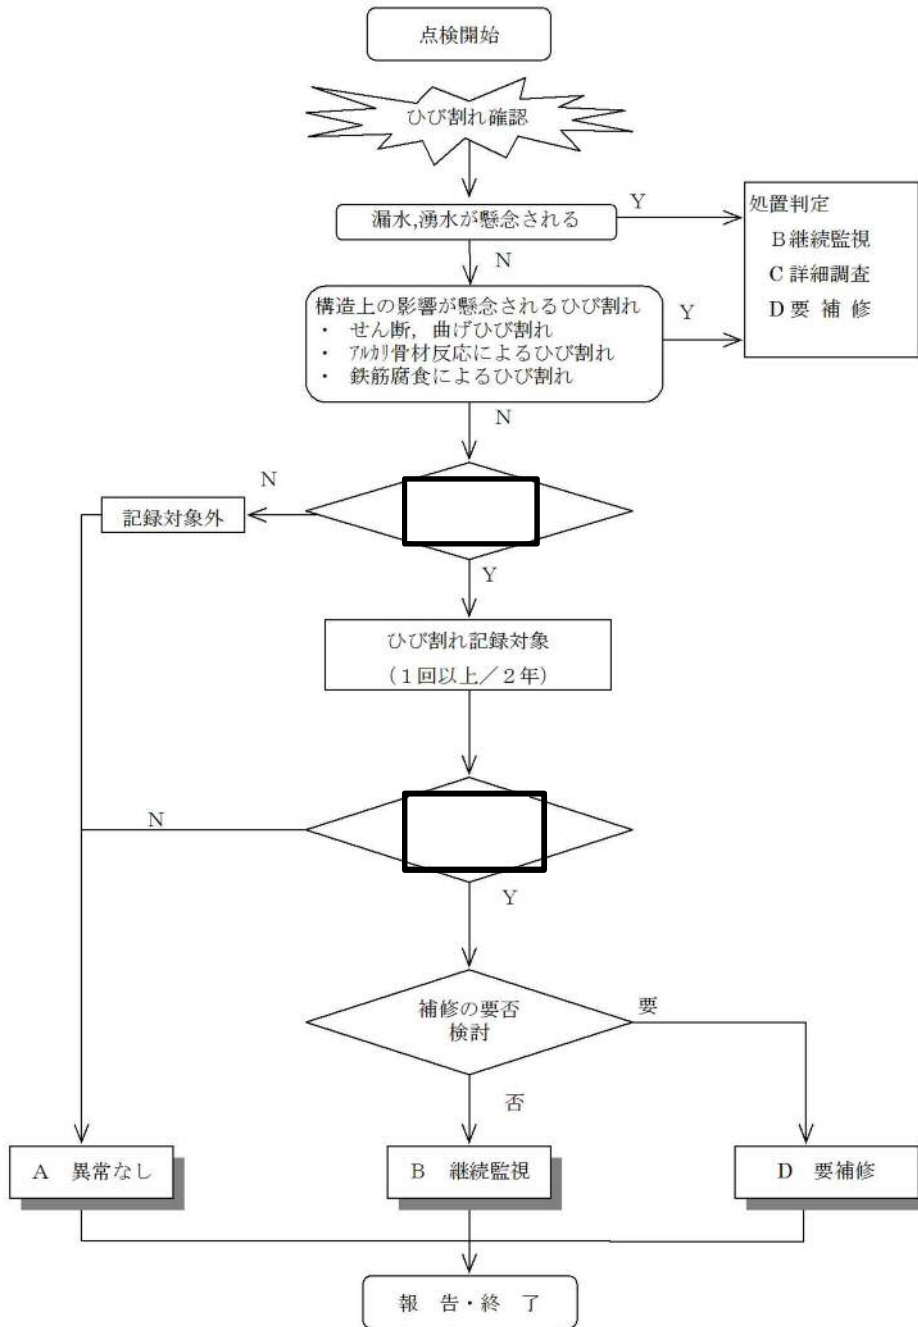 点検開始
ひび割れ確認
漏水,湧水が懸念される
Y
処置判定
B継続監視
C詳細調査
D要 補 修
N
構造上の影響が懸念されるひび割れ
・ せん断，曲げひび割れ
・ ｱﾙｶﾘ骨材反応によるひび割れ
・ 鉄筋腐食によるひび割れ
Y
N
N
記録対象外
Y
ひび割れ記録対象
（１回以上／２年）
N
Y
補修の要否
検討
要
否
A 異常なし
B 継続監視
D 要補修
報 告・終 了